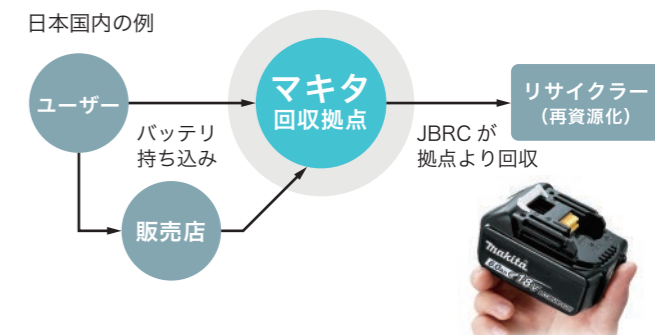 日本国内の例
ユーザー
マキタ
回収拠点
リサイクラー
（再資源化）
バッテリ
持ち込み
JBRC が
拠点より回収
販売店
makita
6.0Ah
18V